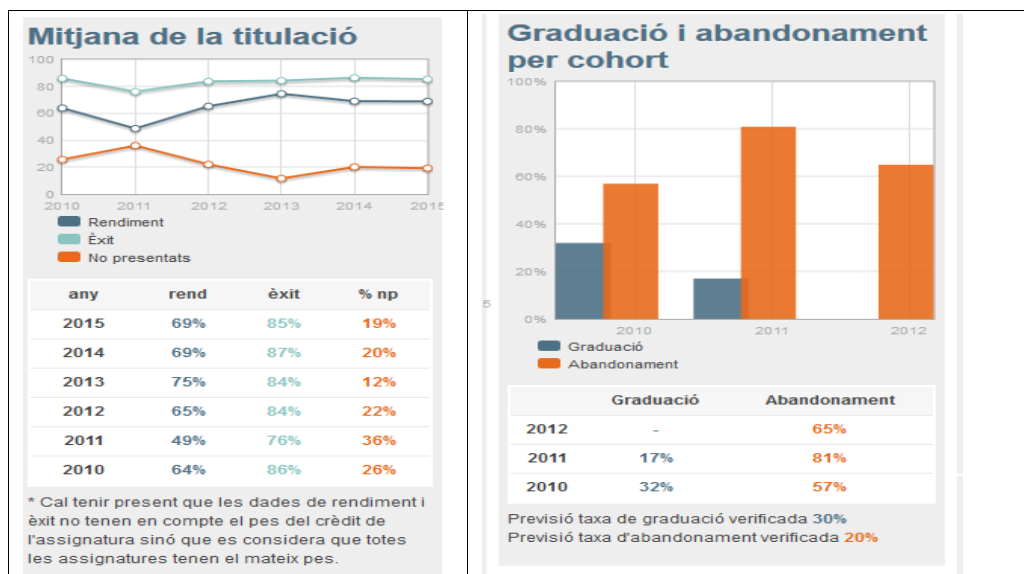 Mitjana de la titulació
100
80
60
40
20
0
2010 2011 2012 2013 2014 2015
Rendiment
Èxit
No presentats
any rend èxit % np
2015 69% 85% 19%
2014 69% 87% 20%
2013 75% 84% 12%
2012 65% 84% 22%
2011 49% 76% 36%
2010 64% 86% 26%
* Cal tenir present que les dades de rendiment i
èxit no tenen en compte el pes del crèdit de
l'assignatura sinó que es considera que totes
les assignatures tenen el mateix pes.
Graduació i abandonament
per cohort
100%
80%
60%
40%
20%
0%
5
2010 2011 2012
Graduació
Abandonament
Graduació Abandonament
2012 - 65%
2011 17% 81%
2010 32% 57%
Previsió taxa de graduació verificada 30%
Previsió taxa d'abandonament verificada 20%